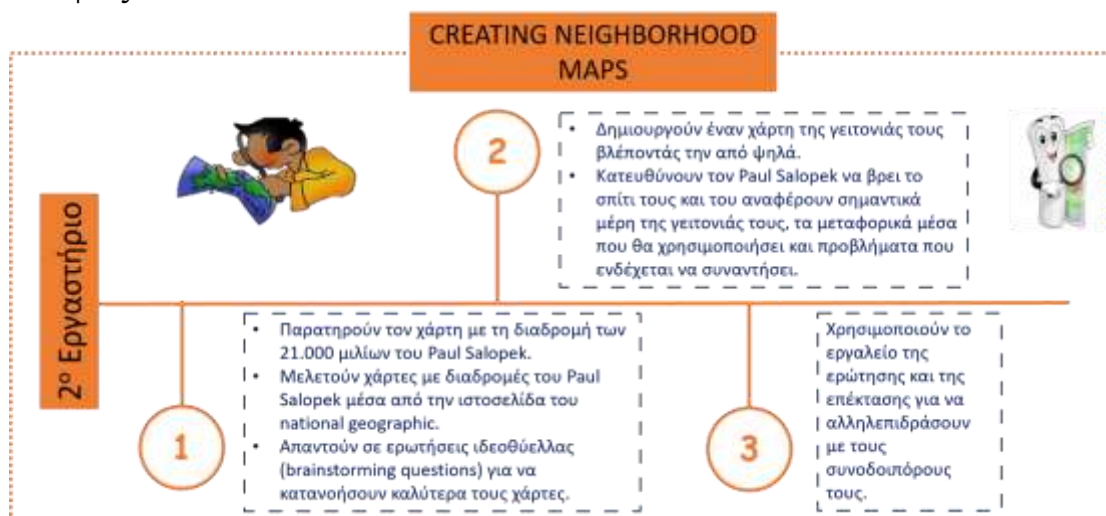 CREATING NEIGHBORHOOD
MAPS
2ο Εργαστήριο
1
• Παρατηρούν τον χάρτη με τη διαδρομή των
21.000 μιλίων του Paul Salopek.
• Μελετούν χάρτες με διαδρομές του Paul
Salopek μέσα από την ιστοσελίδα του
national geographic.
• Απαντούν σε ερωτήσεις ιδεοθύελλας
(brainstorming questions) για να
κατανοήσουν καλύτερα τους χάρτες.
2
• Δημιουργούν έναν χάρτη της γειτονιάς τους
βλέποντάς την από ψηλά.
• Κατευθύνουν τον Paul Salopek να βρει το
σπίτι τους και του αναφέρουν σημαντικά
μέρη της γειτονιάς τους, τα μεταφορικά μέσα
που θα χρησιμοποιήσει και προβλήματα που
ενδέχεται να συναντήσει.
3
Χρησιμοποιούν το
εργαλείο της
ερώτησης και της
επέκτασης για να
αλληλεπιδράσουν
με τους
συνοδοιπόρους
τους.